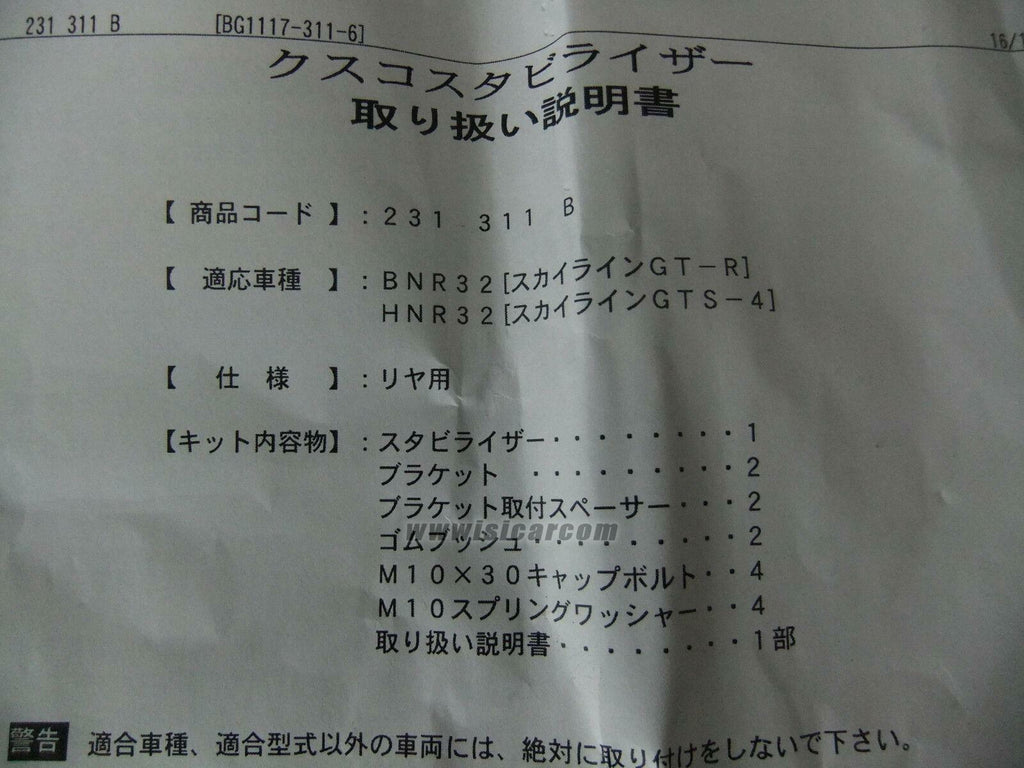 231 311 B [BG1117-311-6] 16/1
クスコスタビライザー
取り扱い説明書
【 商品コード 】：２３１ ３１１ Ｂ
【 適応車種 】：ＢＮＲ３２[スカイラインＧＴ－Ｒ]
ＨＮＲ３２[スカイラインＧＴＳ－４]
【 仕 様 】：リヤ用
【キット内容物】：スタビライザー・・・・・・・・１
ブラケット ・・・・・・・・・２
ブラケット取付スペーサー・・・２
www.isicar.com
ゴムブッシュ・・・・・・・・・２
Ｍ１０×３０キャップボルト・・４
Ｍ１０スプリングワッシャー・・４
取り扱い説明書・・・・・・・・１部
警告 適合車種、適合型式以外の車両には、絶対に取り付けをしないで下さい。